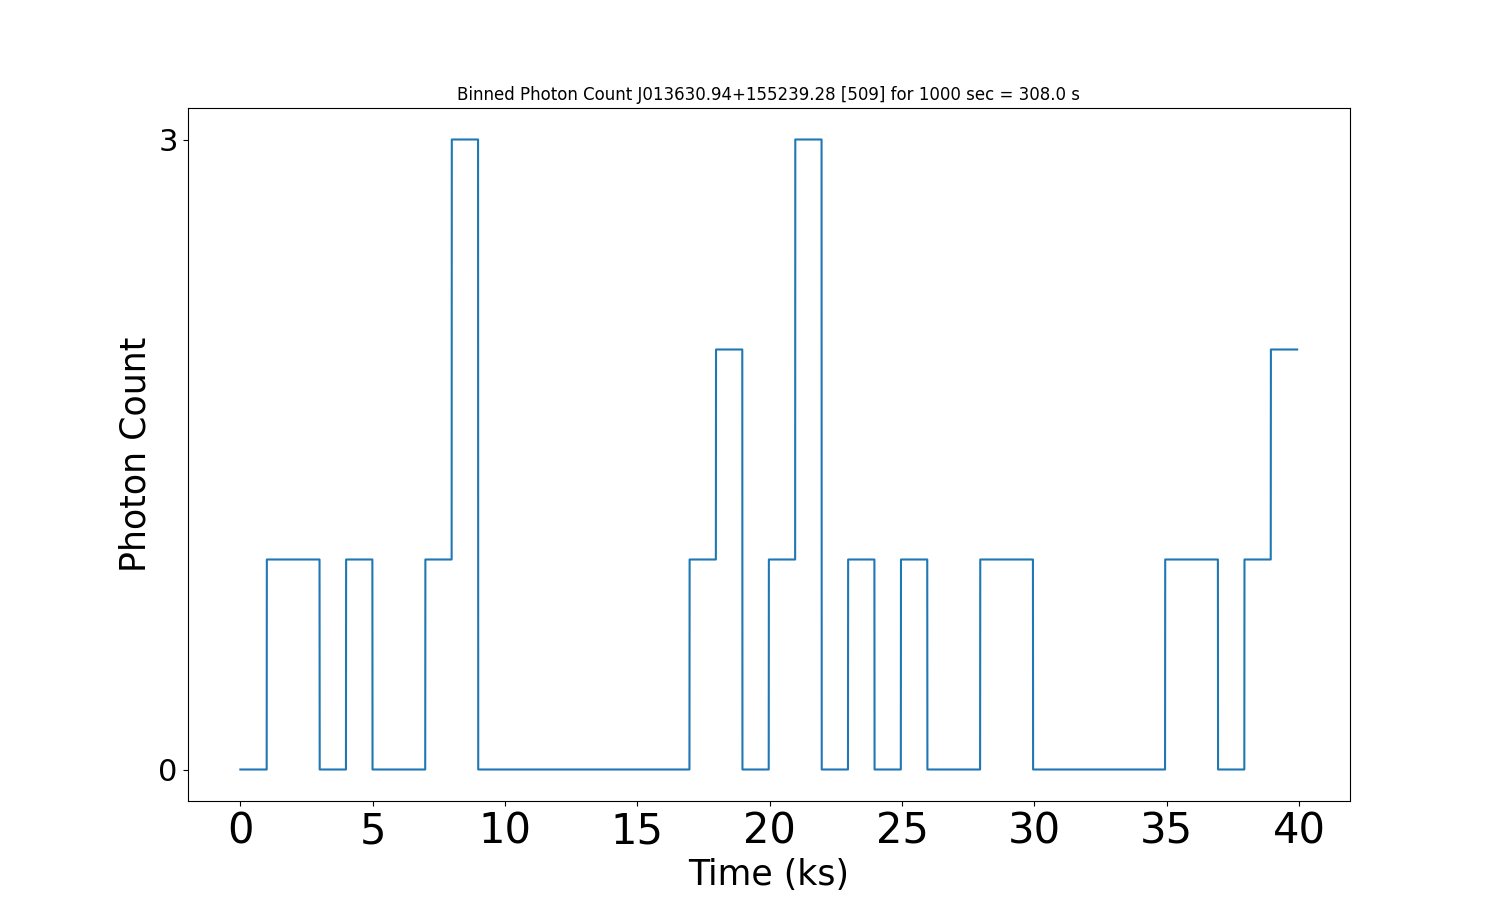 Binned Photon Count J013630.94+155239.28 [509] for 1000 sec = 308.0 s
3
0
Photon Count
0 5 10 15 20 25 30 35 40
Time (ks)